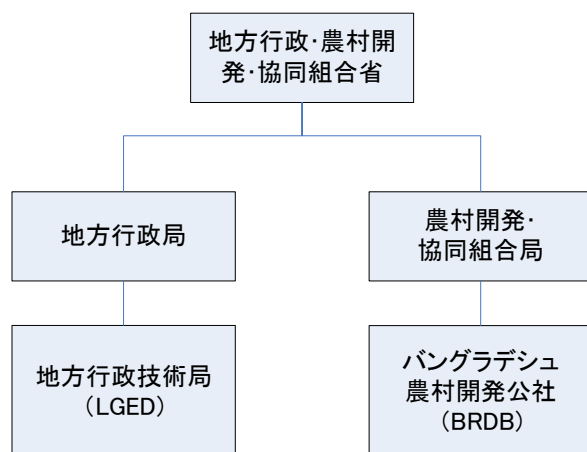 地方行政・農村開
発・協同組合省
地方行政局
農村開発・
協同組合局
地方行政技術局
（LGED）
バングラデシュ
農村開発公社
（BRDB）